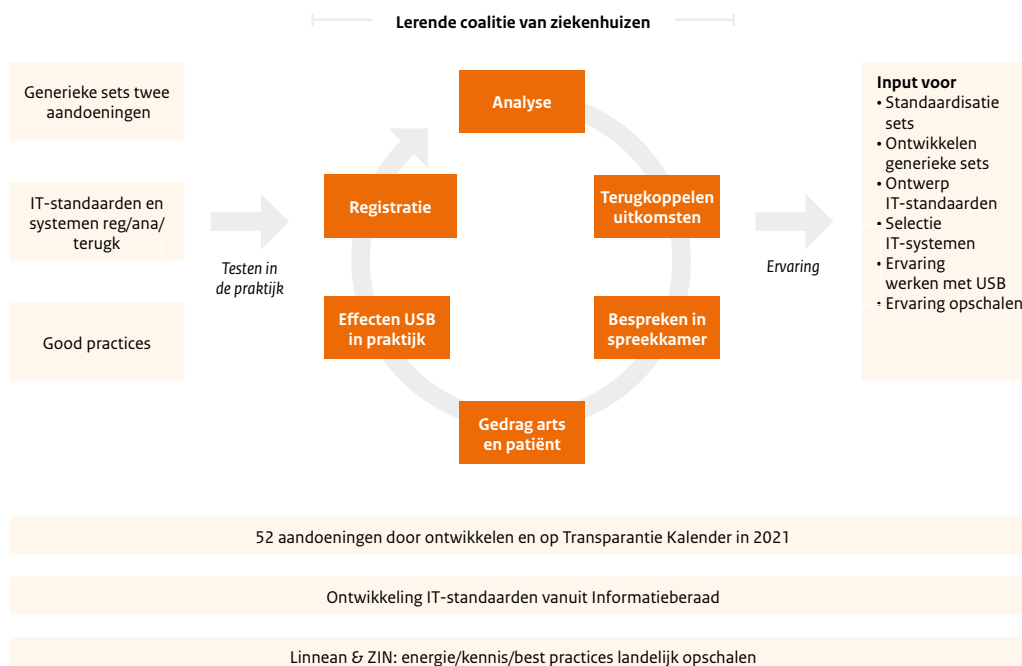 Lerende coalitie van ziekenhuizen
Generieke sets twee
aandoeningen
IT-standaarden en
systemen reg/ana/
terugk
Good practices
Testen in
de praktijk
Analyse
Registratie
Terugkoppelen
uitkomsten
Effecten USB
in praktijk
Bespreken in
spreekkamer
Gedrag arts
en patiënt
Ervaring
Input voor
• Standaardisatie
sets
• Ontwikkelen
generieke sets
• Ontwerp
IT-standaarden
• Selectie
IT-systemen
• Ervaring
werken met USB
• Ervaring opschalen
52 aandoeningen door ontwikkelen en op Transparantie Kalender in 2021
Ontwikkeling IT-standaarden vanuit Informatieberaad
Linnean & ZIN: energie/kennis/best practices landelijk opschalen